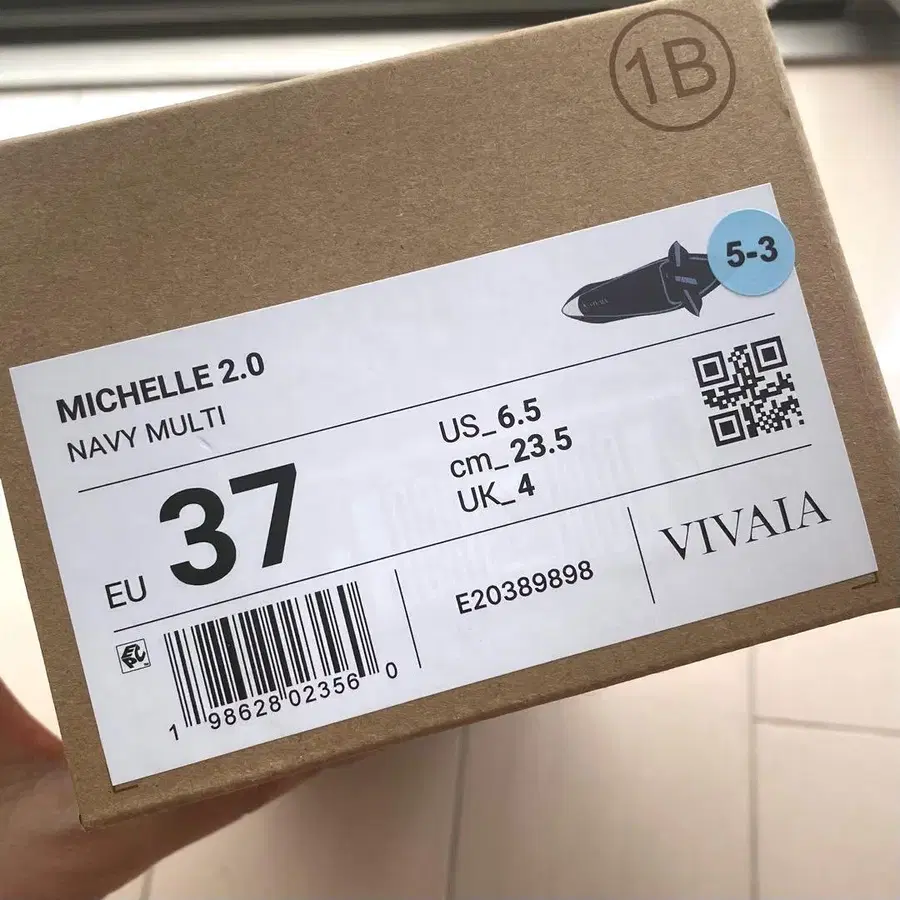 1B
5-3
VIVAIA
MICHELLE 2.0
NAVY MULTI
US_6.5
cm_23.5
UK_4
EU 37
VIVAIA
E20389898
1 98628 02356 0